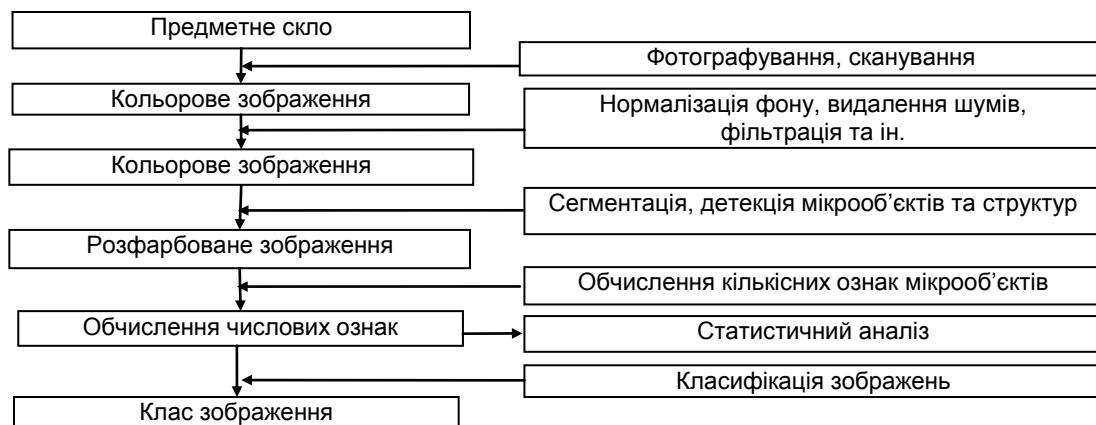 Предметне скло
Фотографування, сканування
Кольорове зображення
Нормалізація фону, видалення шумів,
фільтрація та ін.
Кольорове зображення
Сегментація, детекція мікрооб’єктів та структур
Розфарбоване зображення
Обчислення кількісних ознак мікрооб’єктів
Обчислення числових ознак
Статистичний аналіз
Класифікація зображень
Клас зображення